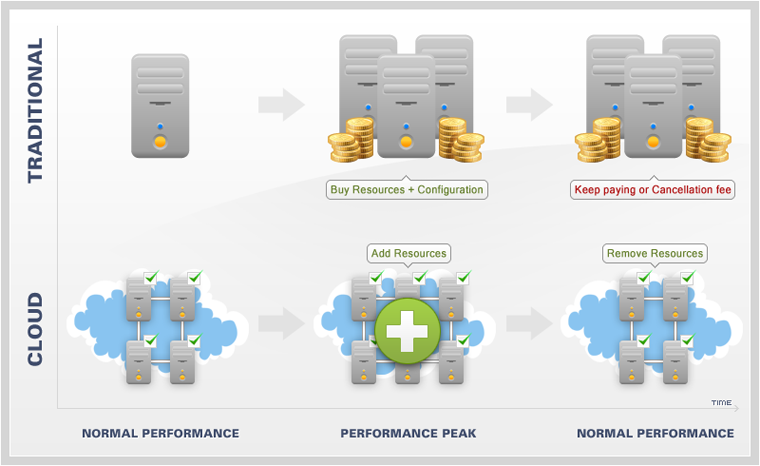 TRADITIONAL
Buy Resources + Configuration
Keep paying or Cancellation fee
CLOUD
Add Resources
Remove Resources
TIME
NORMAL PERFORMANCE
PERFORMANCE PEAK
NORMAL PERFORMANCE